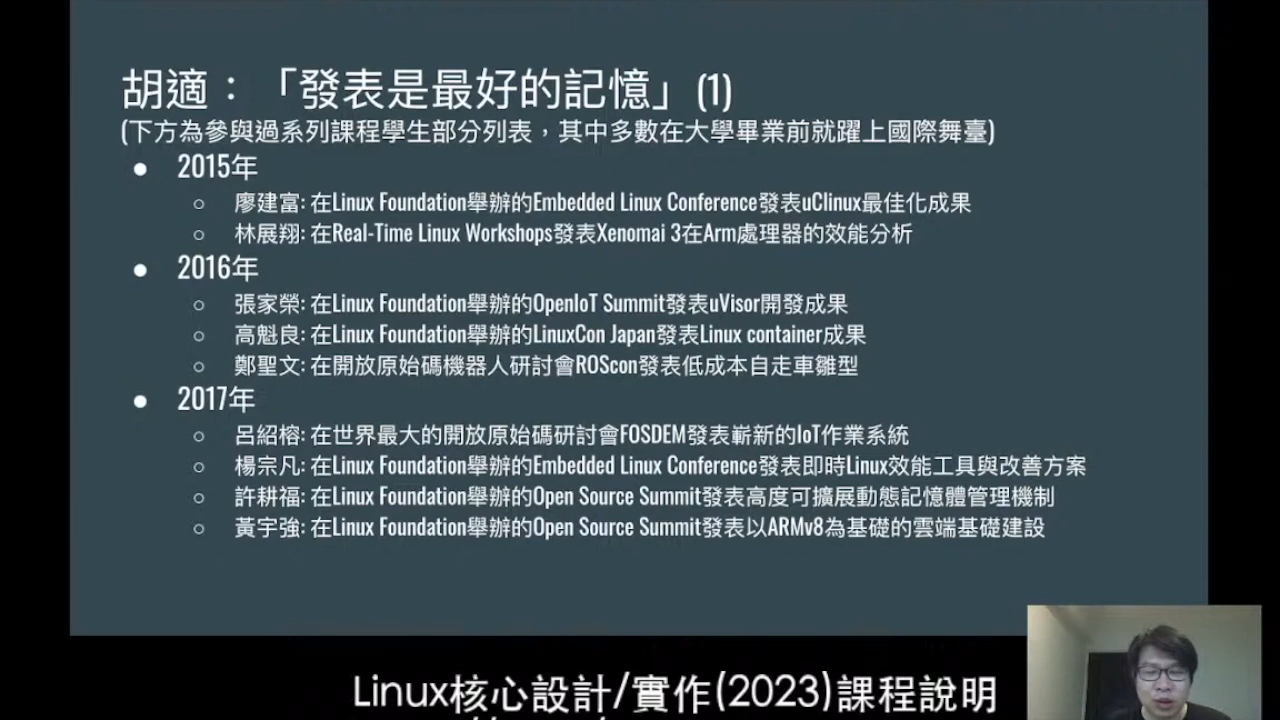 胡適：「發表是最好的記憶」(1)
(下方為參與過系列課程學生部分列表，其中多數在大學畢業前就躍上國際舞臺)
● 2015年
○ 廖建富: 在Linux Foundation舉辦的Embedded Linux Conference發表uClinux最佳化成果
○ 林展翔: 在Real-Time Linux Workshops發表Xenomai 3在Arm處理器的效能分析
● 2016年
○ 張家榮: 在Linux Foundation舉辦的OpenIoT Summit發表uVisor開發成果
○ 高魁良: 在Linux Foundation舉辦的LinuxCon Japan發表Linux container成果
○ 鄭聖文: 在開放原始碼機器人研討會ROScon發表低成本自走車雛型
● 2017年
○ 呂紹榕: 在世界最大的開放原始碼研討會FOSDEM發表嶄新的IoT作業系統
○ 楊宗凡: 在Linux Foundation舉辦的Embedded Linux Conference發表即時Linux效能工具與改善方案
○ 許耕福: 在Linux Foundation舉辦的Open Source Summit發表高度可擴展動態記憶體管理機制
○ 黃宇強: 在Linux Foundation舉辦的Open Source Summit發表以ARMv8為基礎的雲端基礎建設
Linux核心設計/實作(2023)課程說明